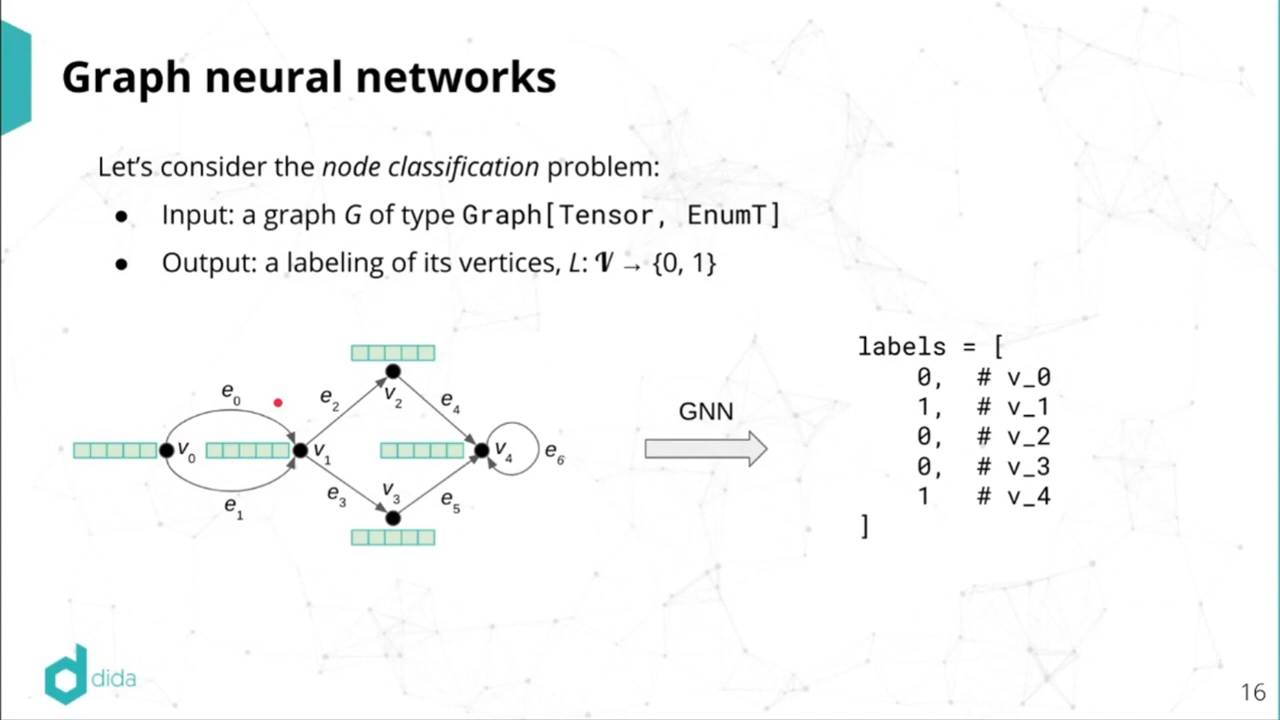 Graph neural networks
Let’s consider the node classification problem:
● Input: a graph G of type Graph[Tensor, EnumT]
● Output: a labeling of its vertices, L: 𝓥 → {0, 1}
e0
e2
v2
e4
v0
v1
v4
e6
e1
e3
v3
e5
GNN
labels = [
0, # v_0
1, # v_1
0, # v_2
0, # v_3
1 # v_4
]
dida
16